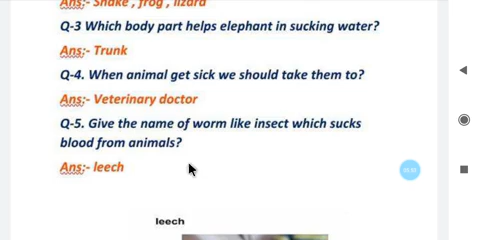 Ans:- Snake , frog , lizard
Q-3 Which body part helps elephant in sucking water?
Ans:- Trunk
Q-4. When animal get sick we should take them to?
Ans:- Veterinary doctor
Q-5. Give the name of worm like insect which sucks
blood from animals?
Ans:- leech
leech